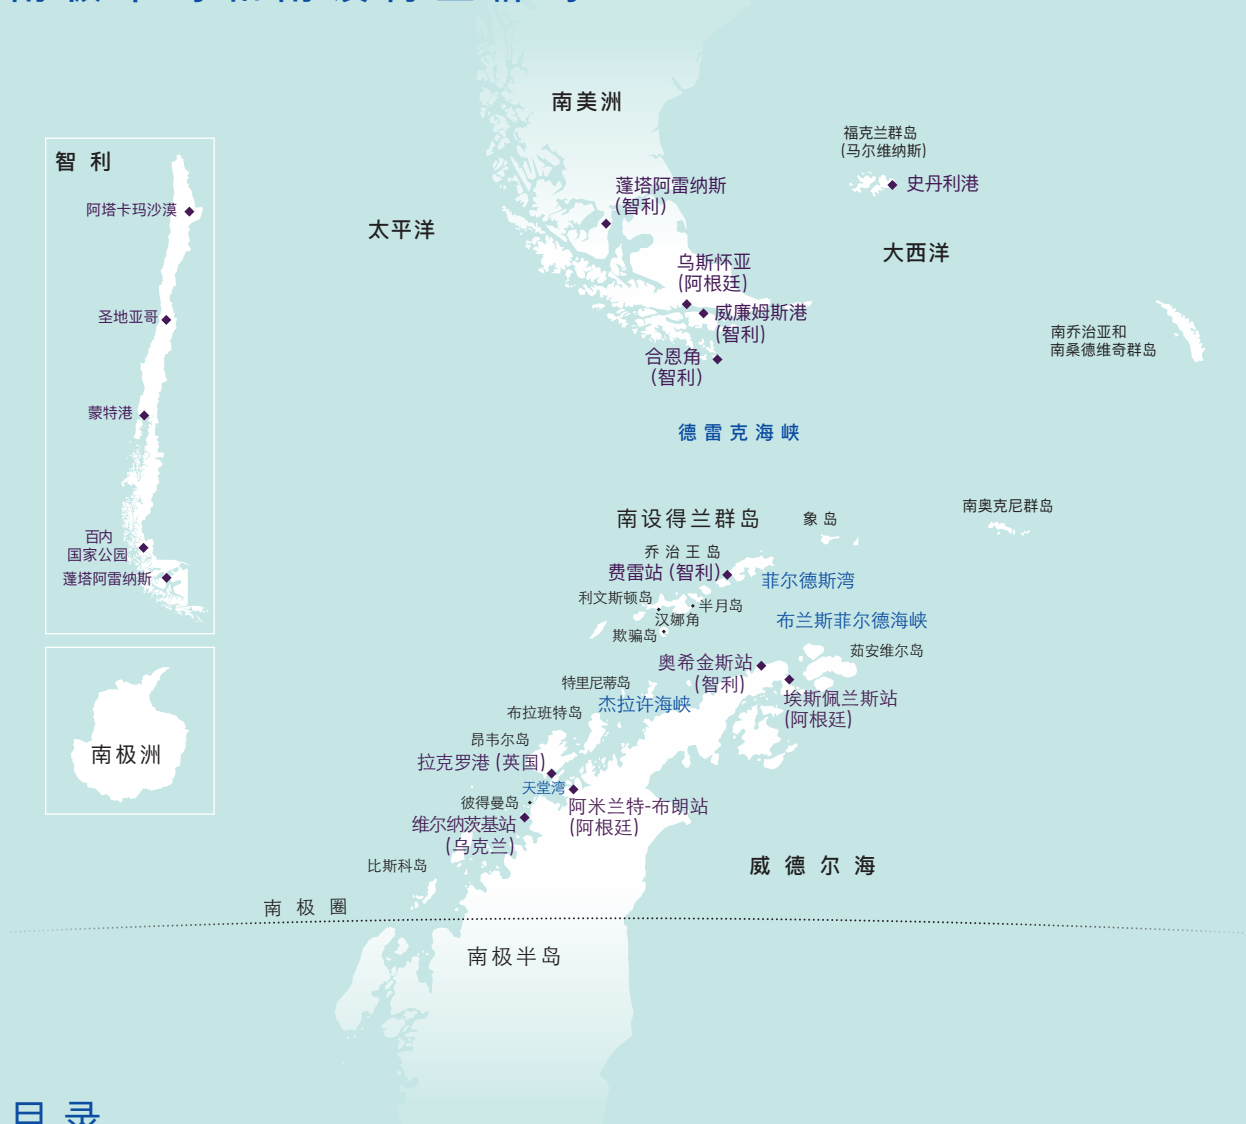 南美洲
福克兰群岛
(马尔维纳斯)
史丹利港
智 利
阿塔卡玛沙漠
蓬塔阿雷纳斯
(智利)
太平洋
大西洋
乌斯怀亚
(阿根廷)
威廉姆斯港
(智利)
圣地亚哥
合恩角
(智利)
南乔治亚和
南桑德维奇群岛
蒙特港
德雷克海峡
百内
国家公园
蓬塔阿雷纳斯
南设得兰群岛
象岛
南奥克尼群岛
乔治王岛
费雷站 (智利)
菲尔德斯湾
利文斯顿岛
半月岛
汉娜角
欺骗岛
布兰斯菲尔德海峡
茹安维尔岛
奥希金斯站
(智利)
埃斯佩兰斯站
(阿根廷)
特里尼蒂岛
杰拉许海峡
布拉班特岛
昂韦尔岛
拉克罗港 (英国)
天堂湾
彼得曼岛
阿米兰特-布朗站
(阿根廷)
维尔纳茨基站
(乌克兰)
南极洲
比斯科岛
威德尔海
南极圈
南极半岛
目录